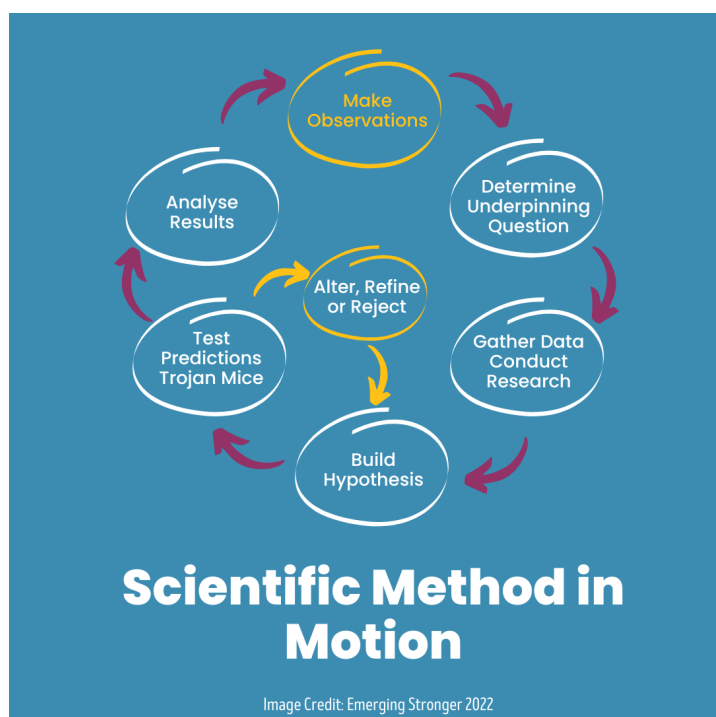 Make
Observations
Determine
Underpinning
Question
Gather Data
Conduct
Research
Build
Hypothesis
Test
Predictions
Trojan Mice
Analyse
Results
Alter, Refine
or Reject
Scientific Method in
Motion
Image Credit: Emerging Stronger 2022